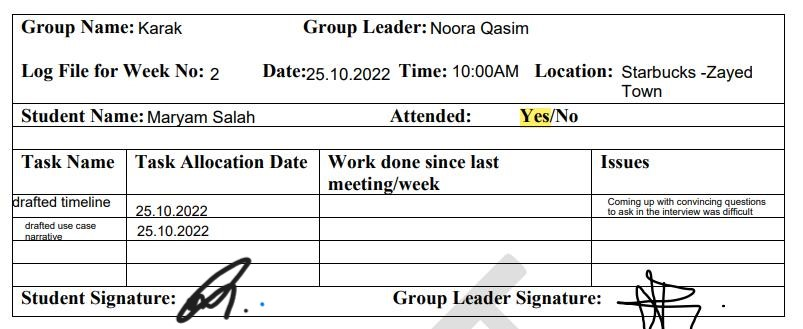 Group Name: Karak Group Leader: Noora Qasim
Log File for Week No: 2 Date:25.10.2022 Time: 10:00AM Location: Starbucks -Zayed
Town
Student Name: Maryam Salah Attended: Yes/No
Task Name Task Allocation Date Work done since last Issues
meeting/week
drafted timeline 25.10.2022 Coming up with convincing questions
to ask in the interview was difficult
drafted use case 25.10.2022
narrative
Student Signature: Group Leader Signature: